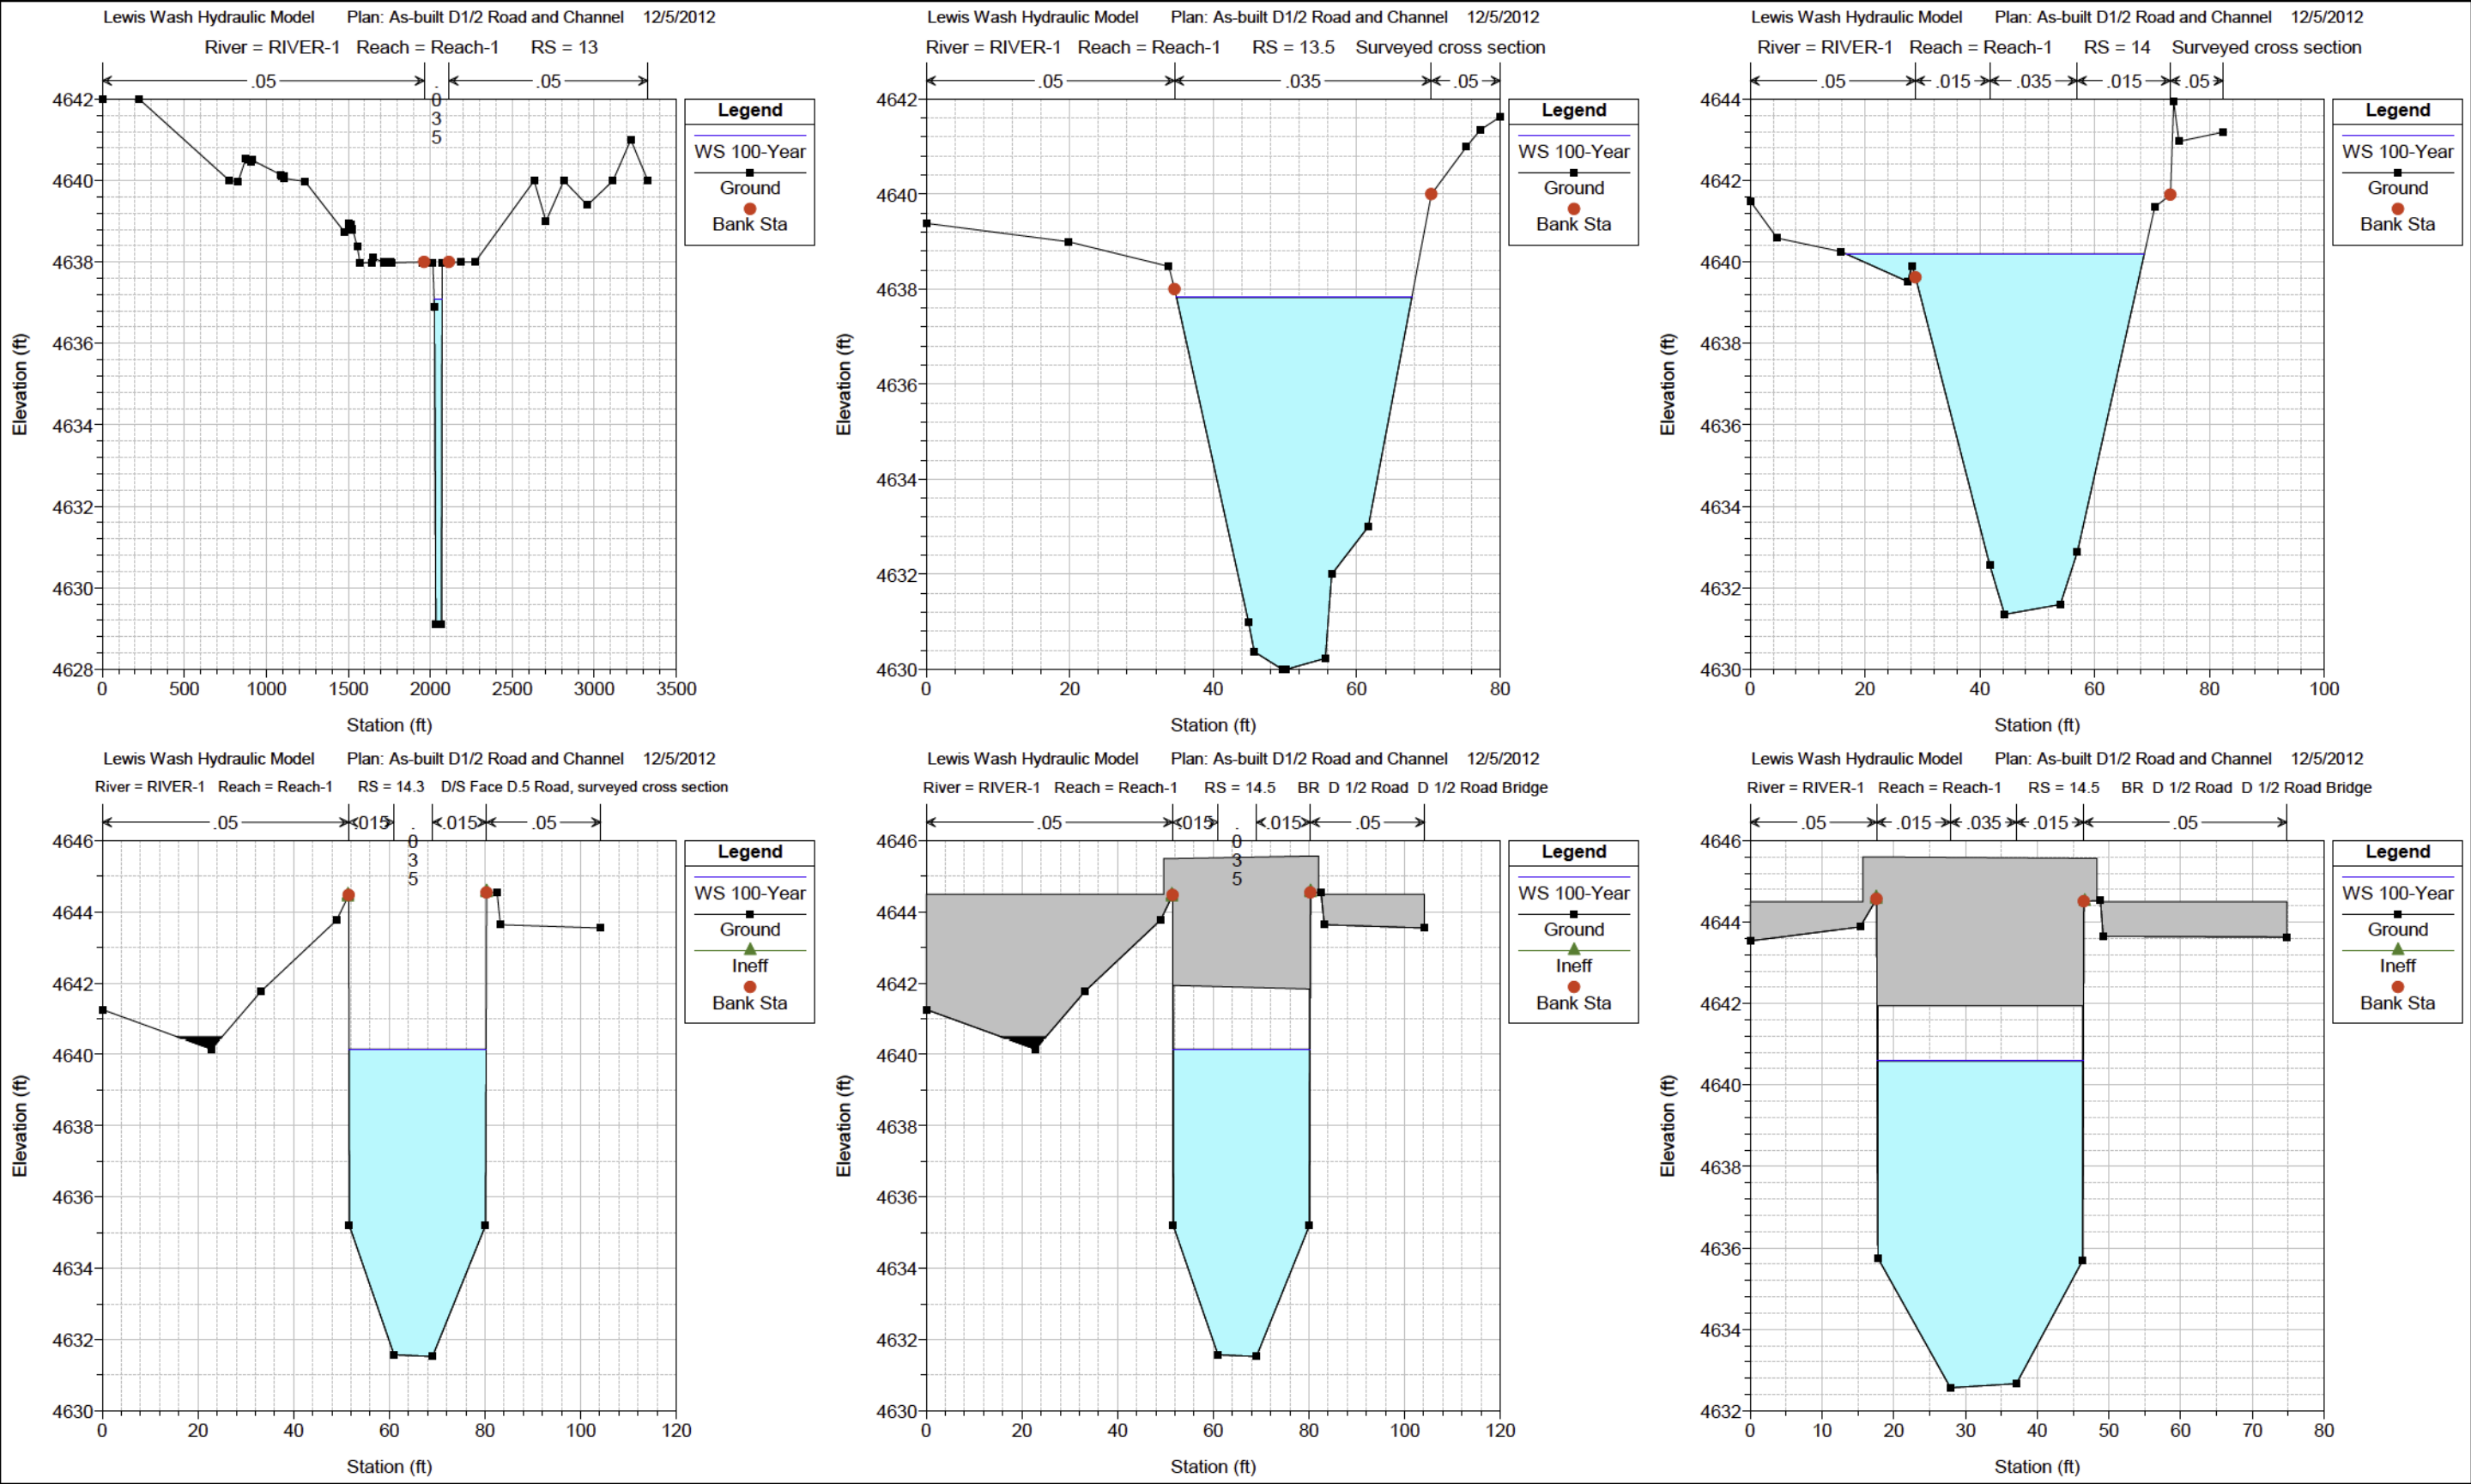 Lewis Wash Hydraulic Model Plan: As-built D1/2 Road and Channel 12/5/2012
River = RIVER-1 Reach = Reach-1 RS = 13
.05 .035 .05
4642
4640
4638
4636
4634
4632
4630
4628
0 500 1000 1500 2000 2500 3000 3500
Elevation (ft)
Station (ft)
Legend
WS 100-Year
Ground
Bank Sta
Lewis Wash Hydraulic Model Plan: As-built D1/2 Road and Channel 12/5/2012
River = RIVER-1 Reach = Reach-1 RS = 13.5 Surveyed cross section
.05 .035 .05
4642
4640
4638
4636
4634
4632
4630
0 20 40 60 80
Elevation (ft)
Station (ft)
Legend
WS 100-Year
Ground
Bank Sta
Lewis Wash Hydraulic Model Plan: As-built D1/2 Road and Channel 12/5/2012
River = RIVER-1 Reach = Reach-1 RS = 14 Surveyed cross section
.05 .015 .035 .015 .05
4644
4642
4640
4638
4636
4634
4632
4630
0 20 40 60 80 100
Elevation (ft)
Station (ft)
Legend
WS 100-Year
Ground
Bank Sta
Lewis Wash Hydraulic Model Plan: As-built D1/2 Road and Channel 12/5/2012
River = RIVER-1 Reach = Reach-1 RS = 14.3 D/S Face D.5 Road, surveyed cross section
.05 .015 .035 .015 .05
4646
4644
4642
4640
4638
4636
4634
4632
4630
0 20 40 60 80 100 120
Elevation (ft)
Station (ft)
Legend
WS 100-Year
Ground
Ineff
Bank Sta
Lewis Wash Hydraulic Model Plan: As-built D1/2 Road and Channel 12/5/2012
River = RIVER-1 Reach = Reach-1 RS = 14.5 BR D 1/2 Road D 1/2 Road Bridge
.05 .015 .035 .015 .05
4646
4644
4642
4640
4638
4636
4634
4632
4630
0 20 40 60 80 100 120
Elevation (ft)
Station (ft)
Legend
WS 100-Year
Ground
Ineff
Bank Sta
Lewis Wash Hydraulic Model Plan: As-built D1/2 Road and Channel 12/5/2012
River = RIVER-1 Reach = Reach-1 RS = 14.5 BR D 1/2 Road D 1/2 Road Bridge
.05 .015 .035 .015 .05
4646
4644
4642
4640
4638
4636
4634
4632
0 10 20 30 40 50 60 70 80
Elevation (ft)
Station (ft)
Legend
WS 100-Year
Ground
Ineff
Bank Sta